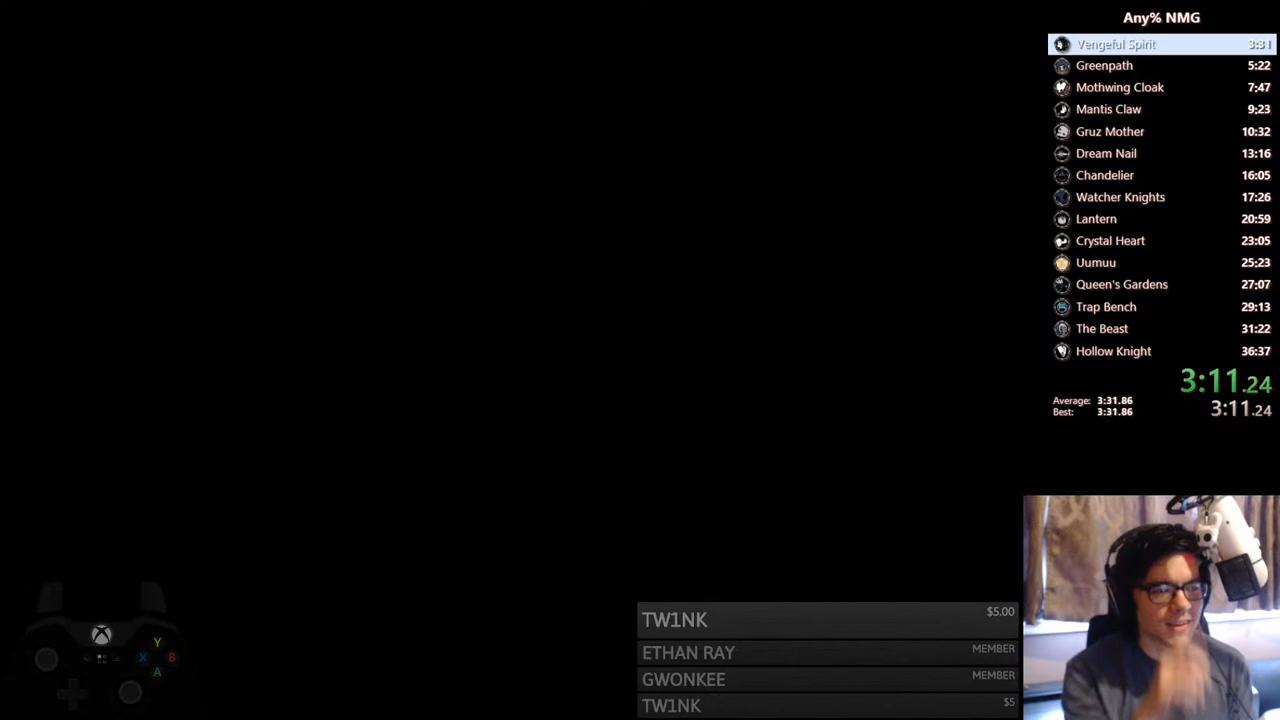 Any% NMG
Vengeful Spirit 3:31
Greenpath 5:22
Mothwing Cloak 7:47
Mantis Claw 9:23
Gruz Mother 10:32
Dream Nail 13:16
Chandelier 16:05
Watcher Knights 17:26
Lantern 20:59
Crystal Heart 23:05
Uumuu 25:23
Queen's Gardens 27:07
Trap Bench 29:13
The Beast 31:22
Hollow Knight 36:37
3:11.24
Average: 3:31.86
Best: 3:31.86
3:11.24
TW1NK $5.00
ETHAN RAY MEMBER
GWONKEE MEMBER
TW1NK $5
Y
X B
A